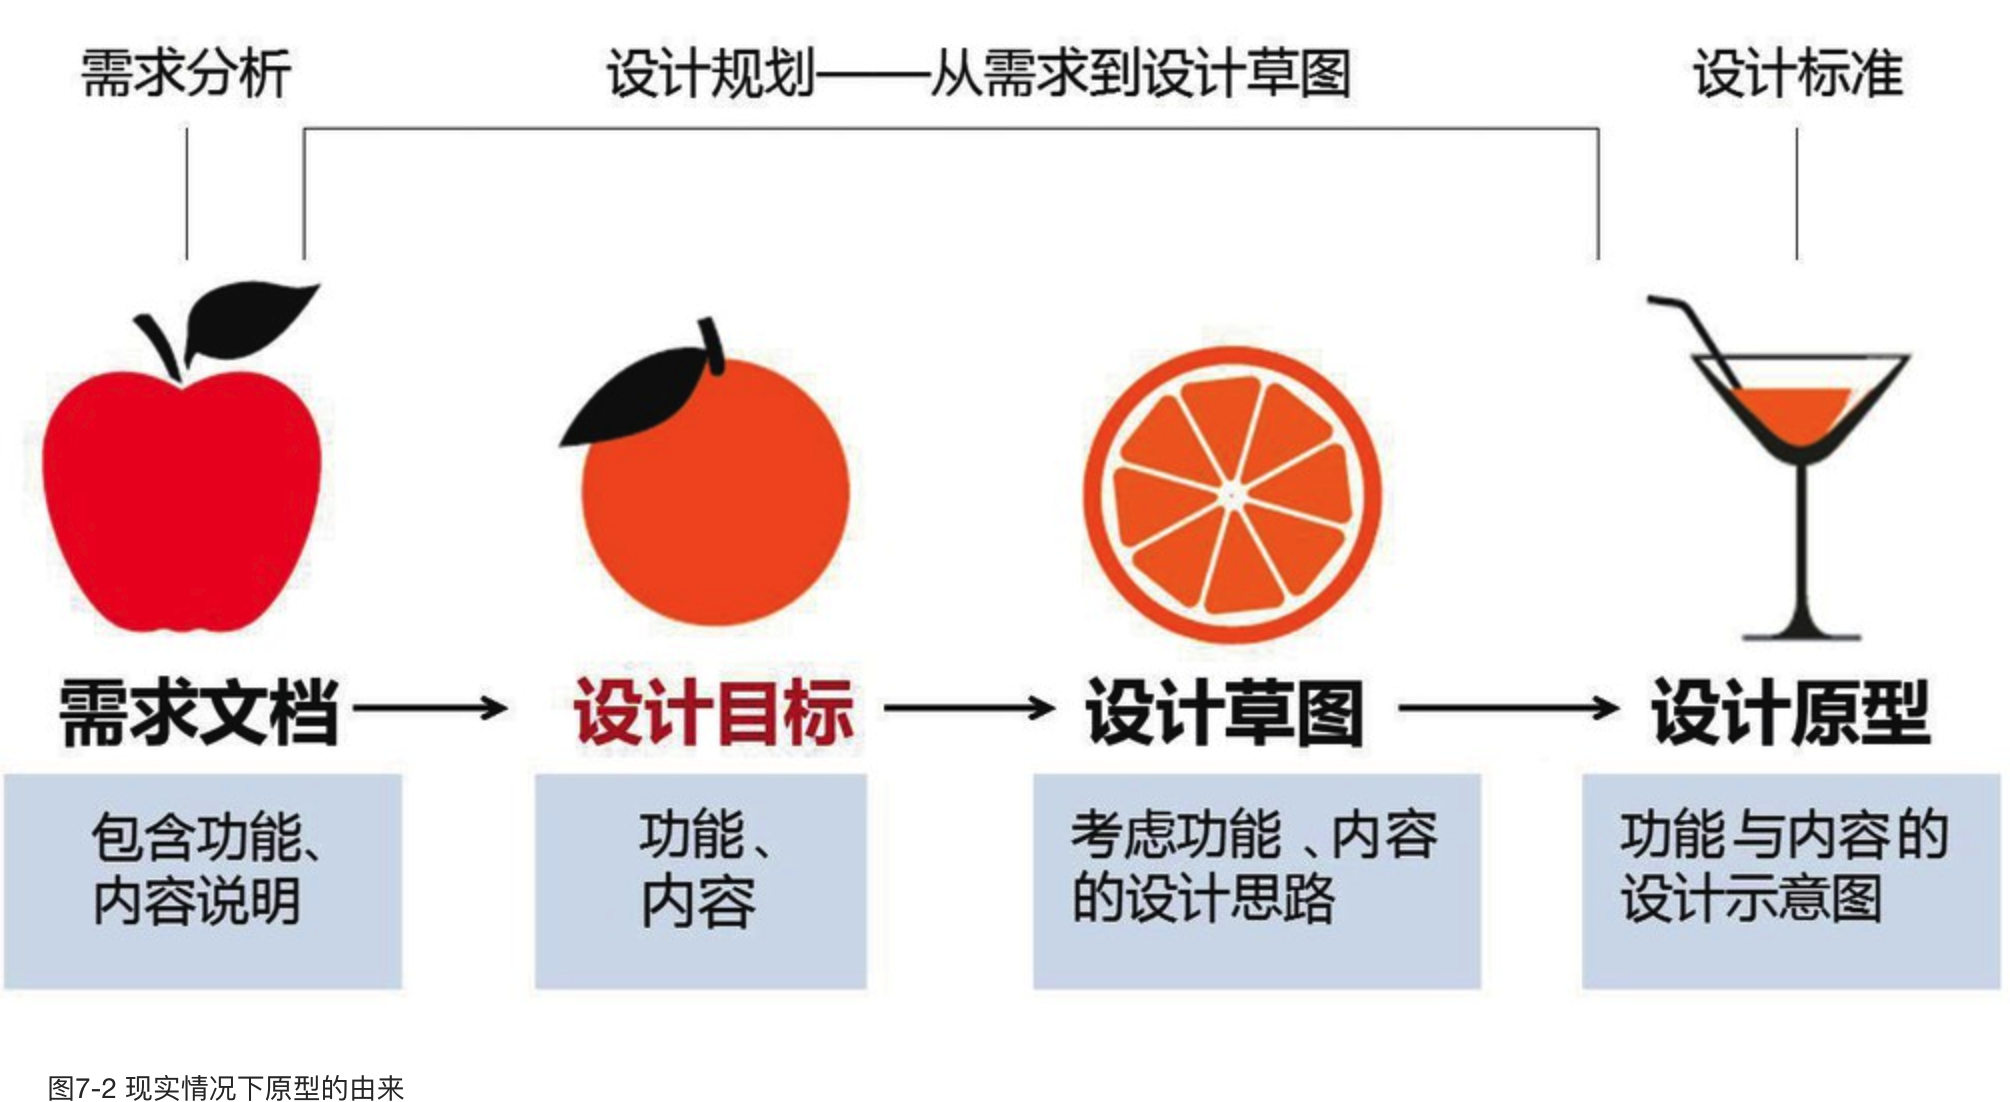 需求分析
设计规划——从需求到设计草图
设计标准
需求文档
设计目标
设计草图
设计原型
包含功能、
内容说明
功能、
内容
考虑功能、内容
的设计思路
功能与内容的
设计示意图
图7-2 现实情况下原型的由来